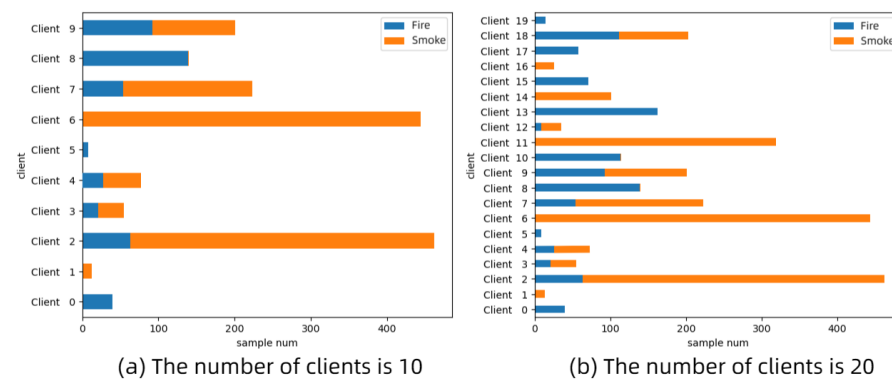 Client 9
Client 8
Client 7
Client 6
Client 5
Client 4
Client 3
Client 2
Client 1
Client 0
client
0 100 200 300 400
sample num
Fire
Smoke
(a) The number of clients is 10
Client 19
Client 18
Client 17
Client 16
Client 15
Client 14
Client 13
Client 12
Client 11
Client 10
Client 9
Client 8
Client 7
Client 6
Client 5
Client 4
Client 3
Client 2
Client 1
Client 0
client
0 100 200 300 400
sample num
Fire
Smoke
(b) The number of clients is 20